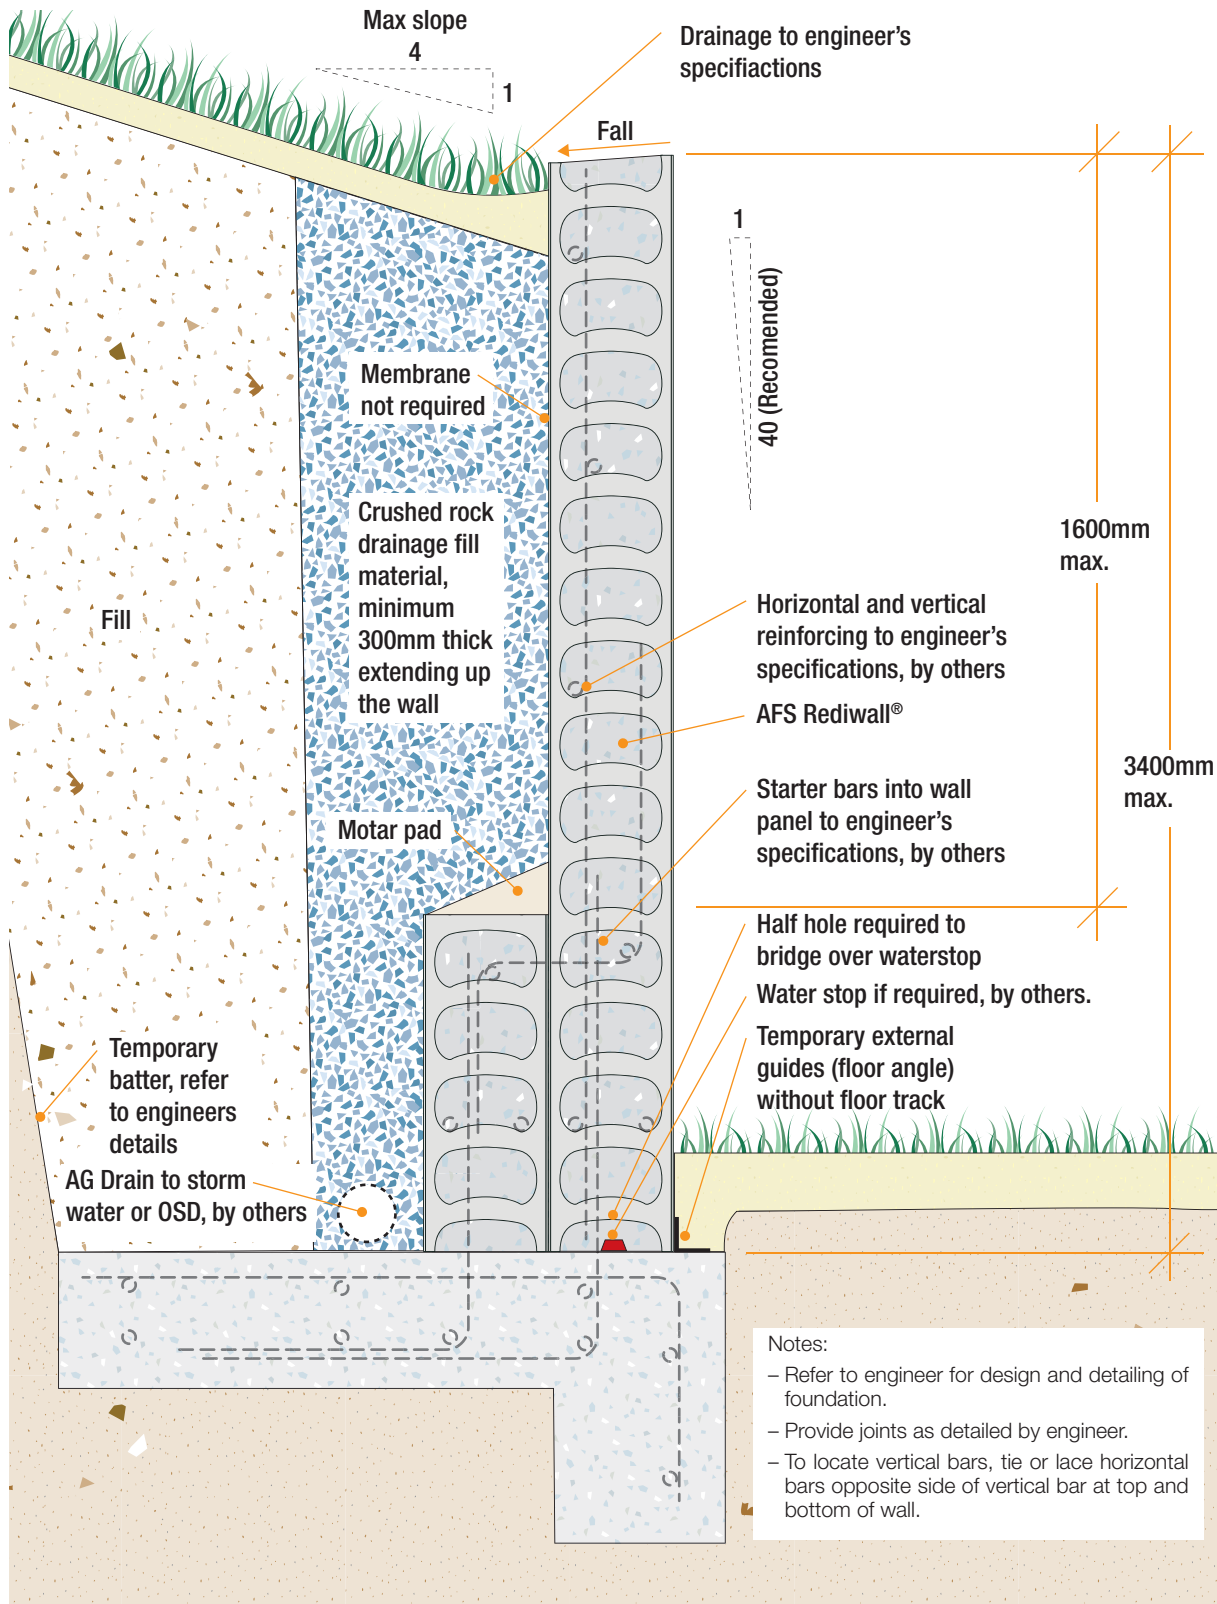 Max slope
4
1
Drainage to engineer's
specifiactions
Fall
1
40 (Recomended)
Membrane
not required
Crushed rock
drainage fill
material,
minimum
300mm thick
extending up
the wall
1600mm
max.
Fill
Horizontal and vertical
reinforcing to engineer's
specifications, by others
AFS Rediwall®
3400mm
max.
Starter bars into wall
panel to engineer's
specifications, by others
Motar pad
Half hole required to
bridge over waterstop
Water stop if required, by others.
Temporary external
guides (floor angle)
without floor track
Temporary
batter, refer
to engineers
details
AG Drain to storm
water or OSD, by others
Notes:
– Refer to engineer for design and detailing of
foundation.
– Provide joints as detailed by engineer.
– To locate vertical bars, tie or lace horizontal
bars opposite side of vertical bar at top and
bottom of wall.